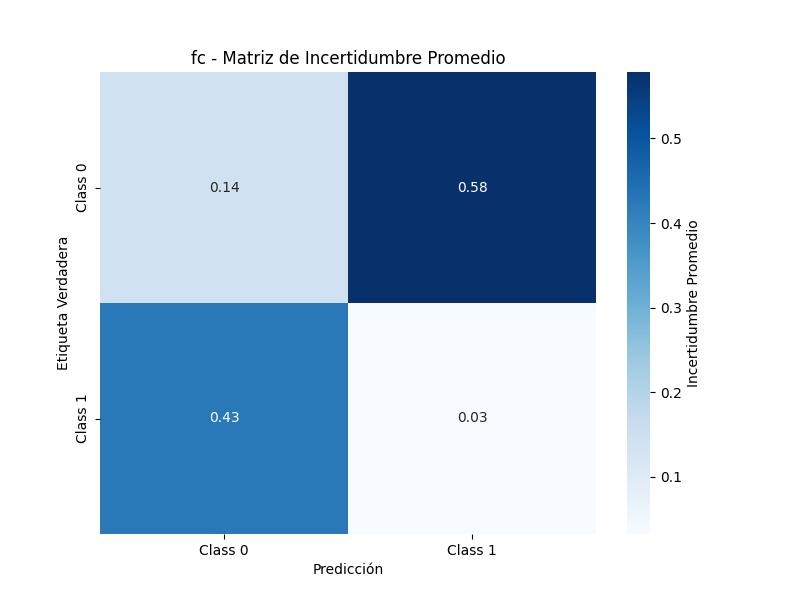 fc - Matriz de Incertidumbre Promedio
Class 0
Class 1
Etiqueta Verdadera
0.14
0.58
0.43
0.03
Class 0
Class 1
Predicción
0.5
0.4
0.3
0.2
0.1
Incertidumbre Promedio